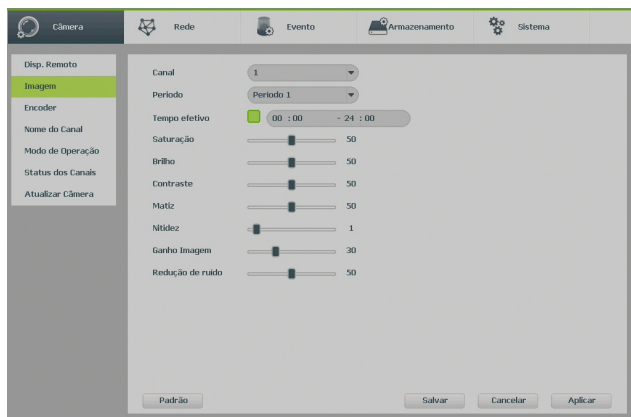 Câmera Rede Evento Armazenamento Sistema
Disp. Remoto
Imagem
Encoder
Nome do Canal
Modo de Operação
Status dos Canais
Atualizar Câmera
Canal 1
Período Período 1
Tempo efetivo 00 :00 - 24 :00
Saturação 50
Brilho 50
Contraste 50
Matiz 50
Nitidez 1
Ganho Imagem 30
Redução de ruído 50
Padrão Salvar Cancelar Aplicar